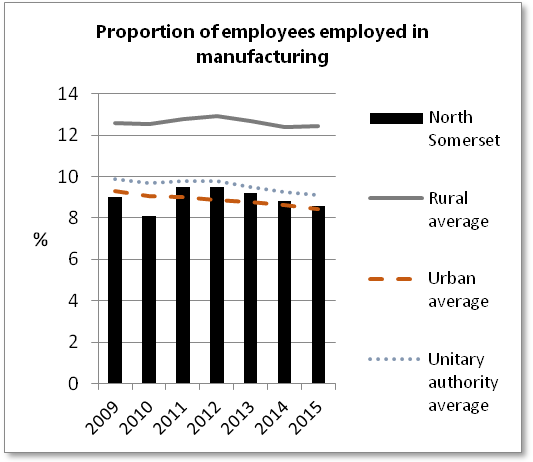 Proportion of employees employed in
manufacturing
14
12
10
8
6
4
2
0
%
2009
2010
2011
2012
2013
2014
2015
North
Somerset
Rural
average
Urban
average
Unitary
authority
average